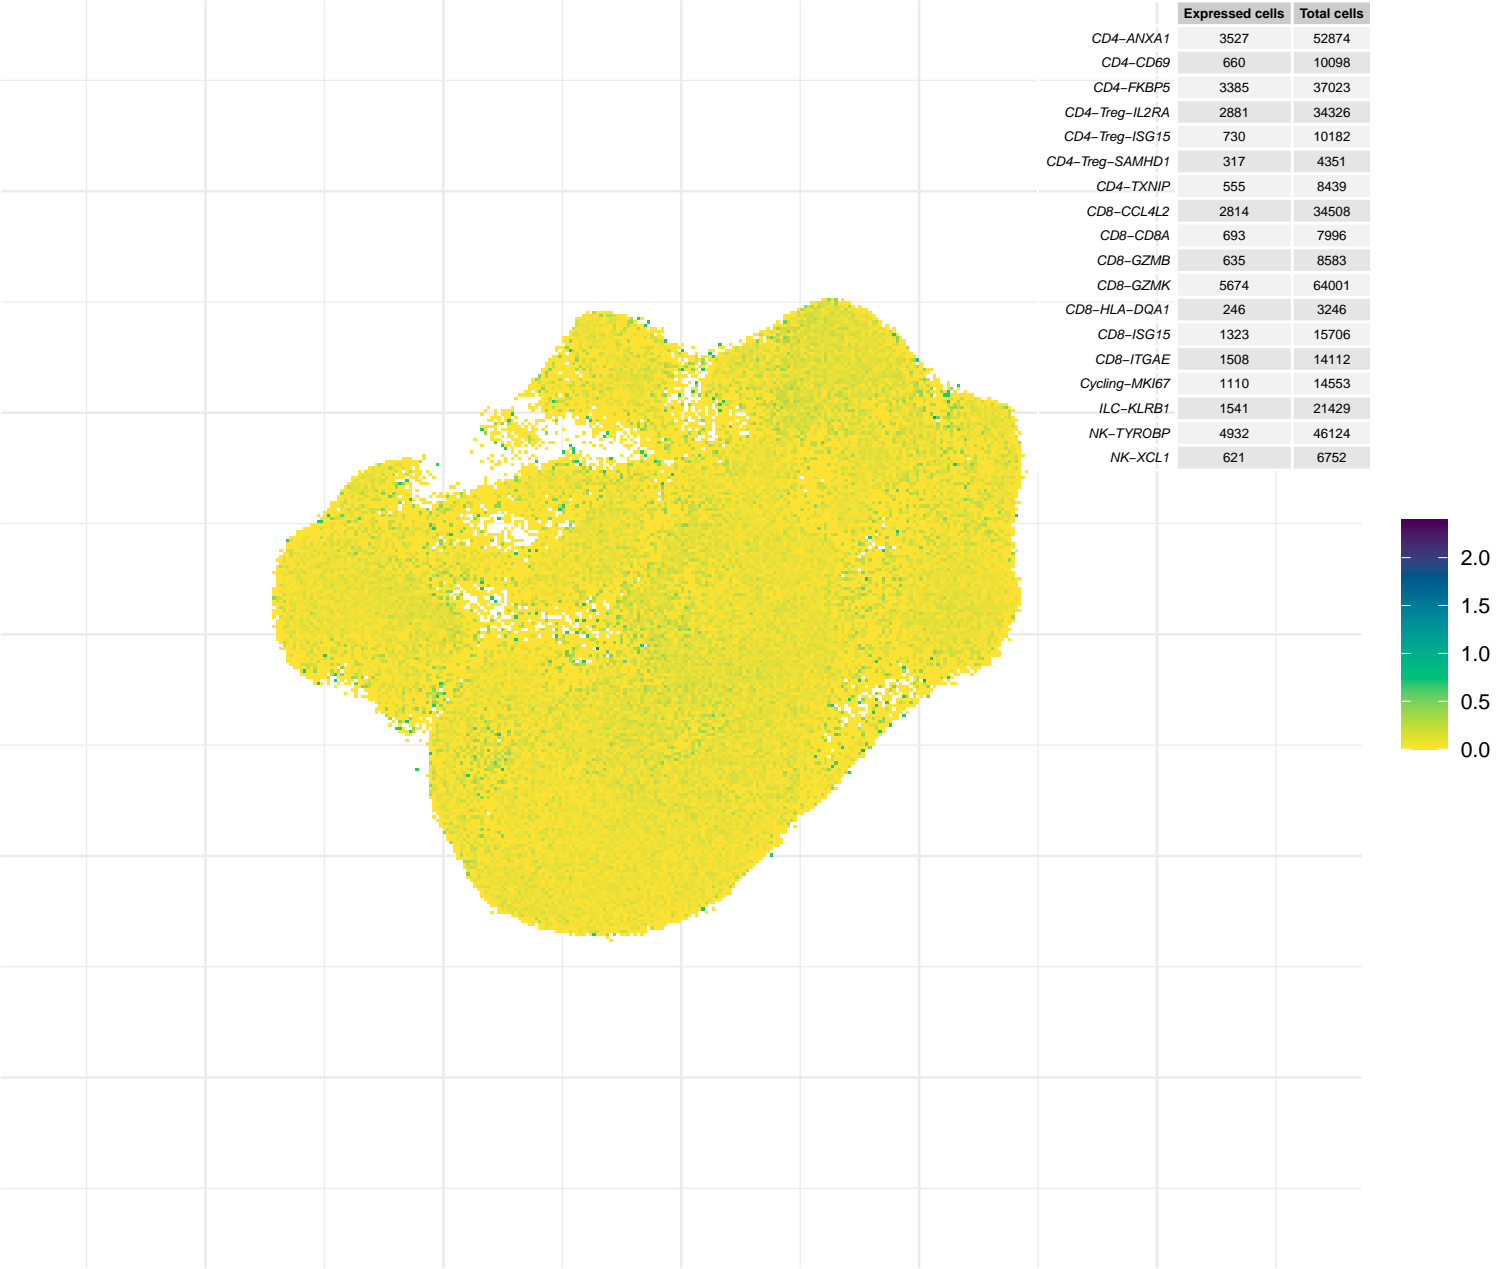 Expressed cells Total cells
CD4−ANXA1 3527 52874
CD4−CD69 660 10098
CD4−FKBP5 3385 37023
CD4−Treg−IL2RA 2881 34326
CD4−Treg−ISG15 730 10182
CD4−Treg−SAMHD1 317 4351
CD4−TXNIP 555 8439
CD8−CCL4L2 2814 34508
CD8−CD8A 693 7996
CD8−GZMB 635 8583
CD8−GZMK 5674 64001
CD8−HLA−DQA1 246 3246
CD8−ISG15 1323 15706
CD8−ITGAE 1508 14112
Cycling−MKI67 1110 14553
ILC−KLRB1 1541 21429
NK−TYROBP 4932 46124
NK−XCL1 621 6752
2.0
1.5
1.0
0.5
0.0